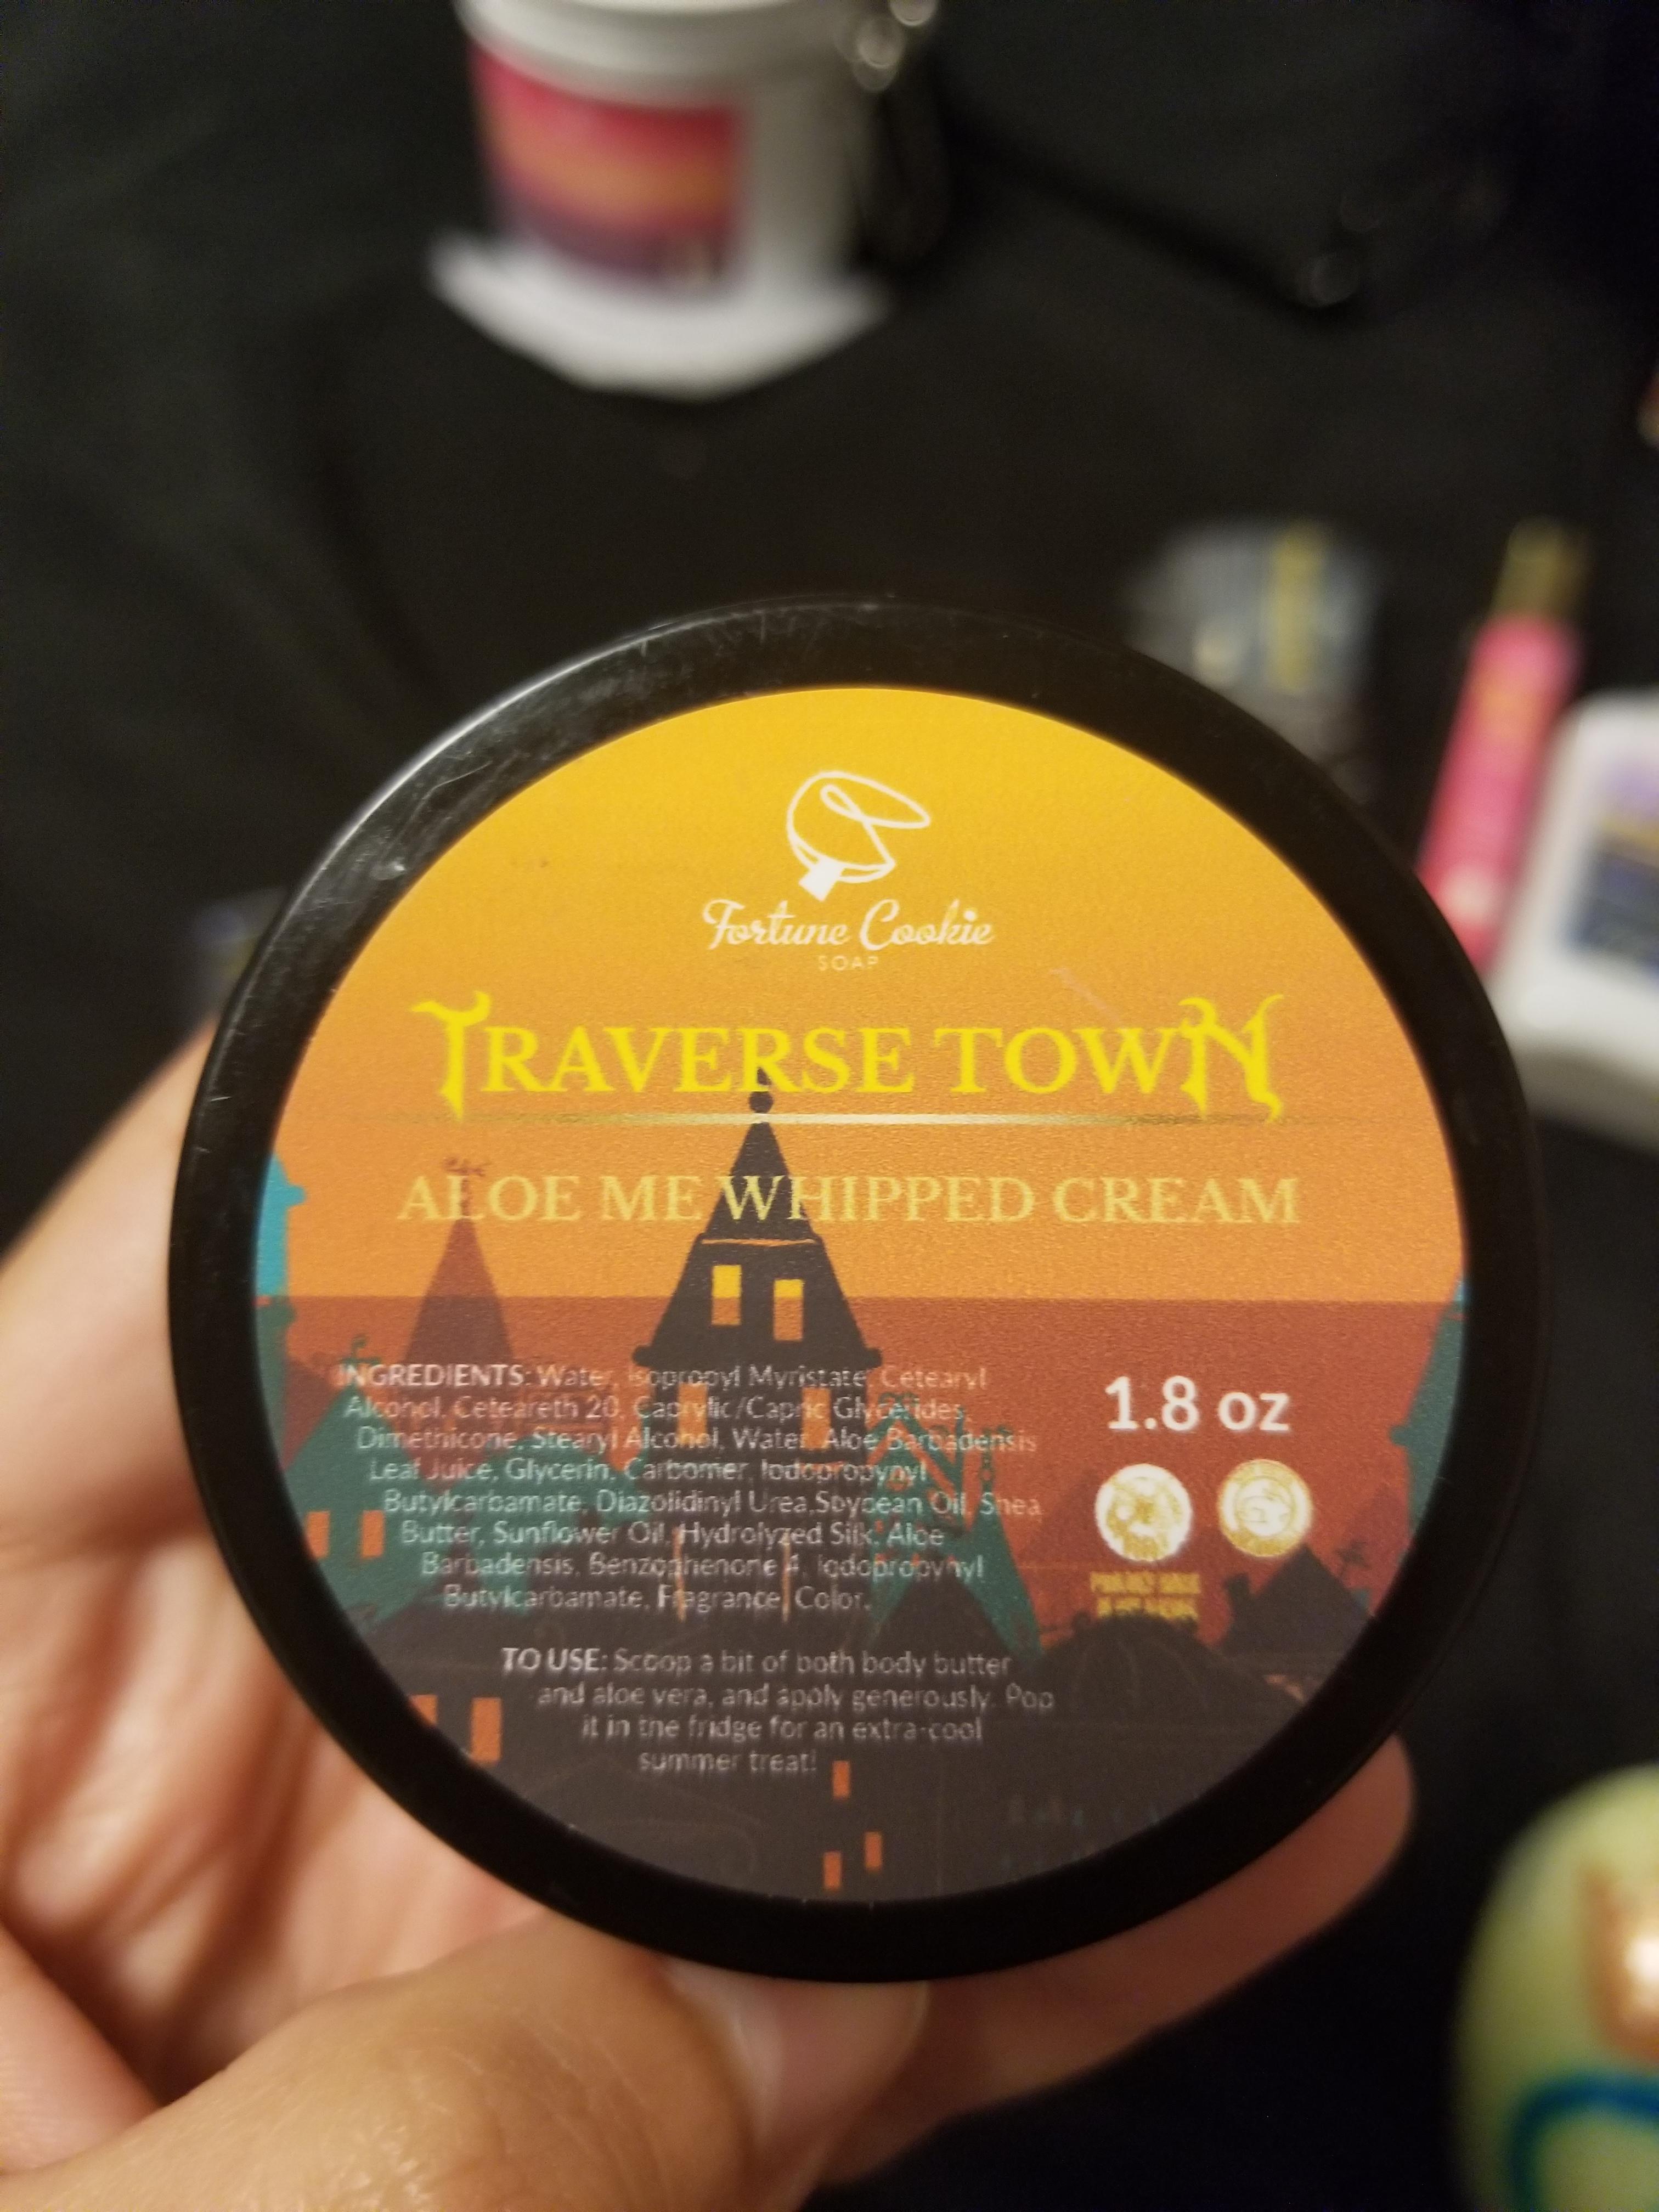 Fortune Cookie
SOAP
TRAVERSE TOWN
ALOE ME WHIPPED CREAM
INGREDIENTS: Water, Isopropyl Myristate, Cetearyl
Alcohol, Ceteareth 20, Caprylic/Capric Glycerides,
Dimethicone, Stearyl Alcohol, Water, Aloe Barbadensis
Leaf Juice, Glycerin, Carbomer, Iodopropynyl
Butylcarbamate, Diazolidinyl Urea,Soybean Oil, Shea
Butter, Sunflower Oil, Hydrolyzed Silk, Aloe
Barbadensis, Benzophenone 4, Iodopropynyl
Butylcarbamate, Fragrance, Color.
1.8 oz
TO USE: Scoop a bit of both body butter
and aloe vera, and apply generously. Pop
it in the fridge for an extra-cool
summer treat!